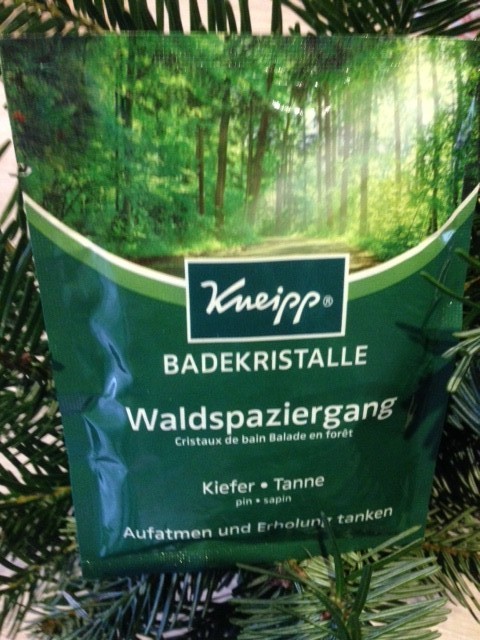 Kneipp®
BADEKRISTALLE
Waldspaziergang
Cristaux de bain Balade en forêt
Kiefer • Tanne
pin • sapin
Aufatmen und Erholung tanken